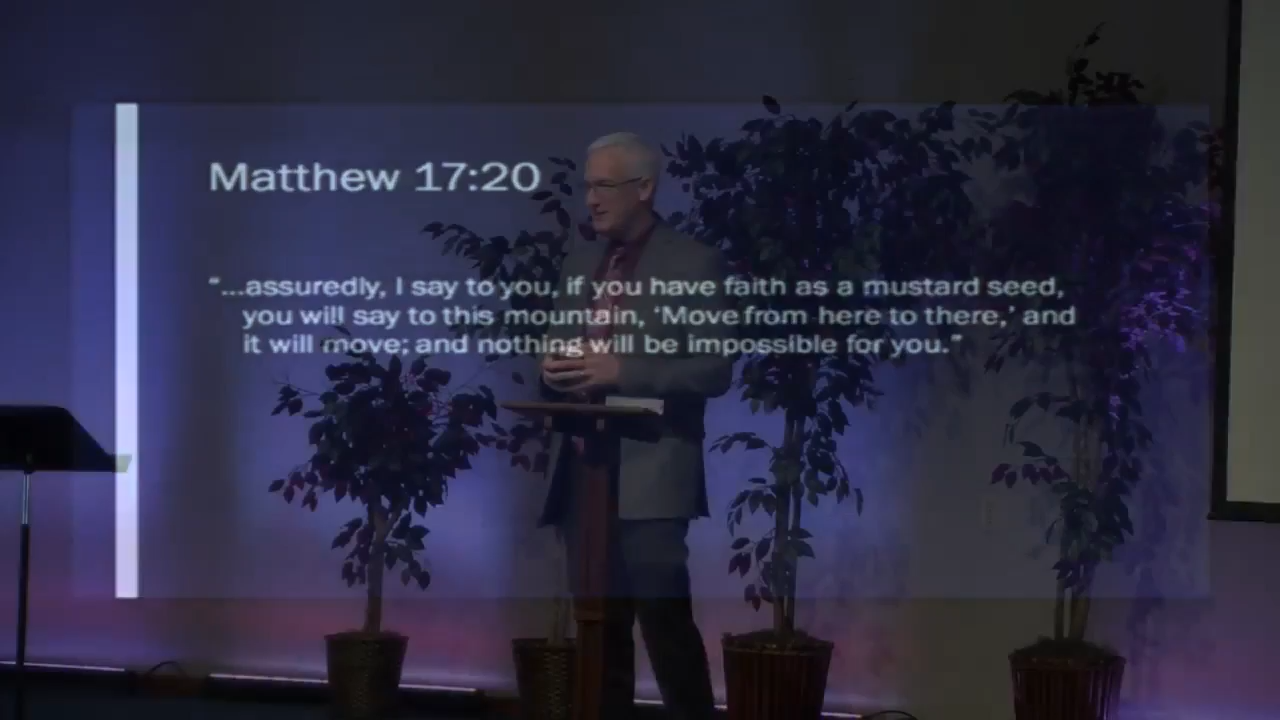 Matthew 17:20
“...assuredly, I say to you, if you have faith as a mustard seed,
you will say to this mountain, ‘Move from here to there,’ and
it will move; and nothing will be impossible for you.”